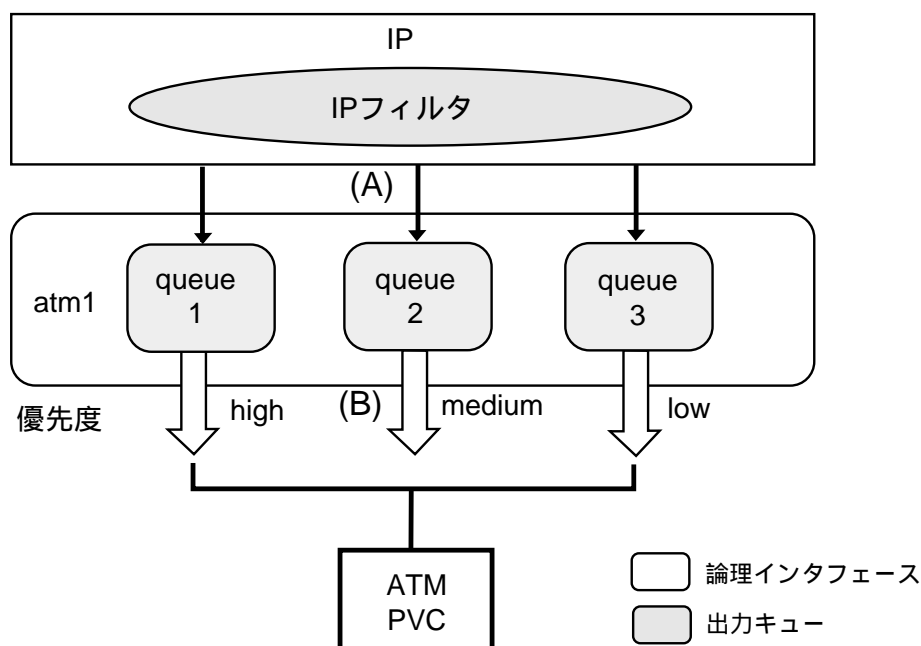 IP
IPフィルタ
(A)
atm1
queue
1
queue
2
queue
3
優先度
high
(B)
medium
low
ATM
PVC
論理インタフェース
出力キュー